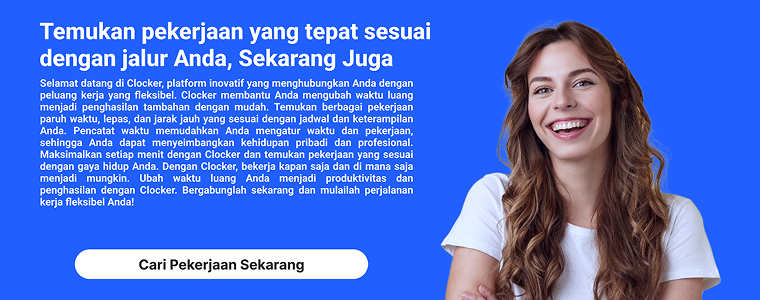 Temukan pekerjaan yang tepat sesuai
dengan jalur Anda, Sekarang Juga
Selamat datang di Clocker, platform inovatif yang menghubungkan Anda dengan
peluang kerja yang fleksibel. Clocker membantu Anda mengubah waktu luang
menjadi penghasilan tambahan dengan mudah. Temukan berbagai pekerjaan
paruh waktu, lepas, dan jarak jauh yang sesuai dengan jadwal dan keterampilan
Anda. Pencatat waktu memudahkan Anda mengatur waktu dan pekerjaan,
sehingga Anda dapat menyeimbangkan kehidupan pribadi dan profesional.
Maksimalkan setiap menit dengan Clocker dan temukan pekerjaan yang sesuai
dengan gaya hidup Anda. Dengan Clocker, bekerja kapan saja dan di mana saja
menjadi mungkin. Ubah waktu luang Anda menjadi produktivitas dan
penghasilan dengan Clocker. Bergabunglah sekarang dan mulailah perjalanan
kerja fleksibel Anda!
Cari Pekerjaan Sekarang